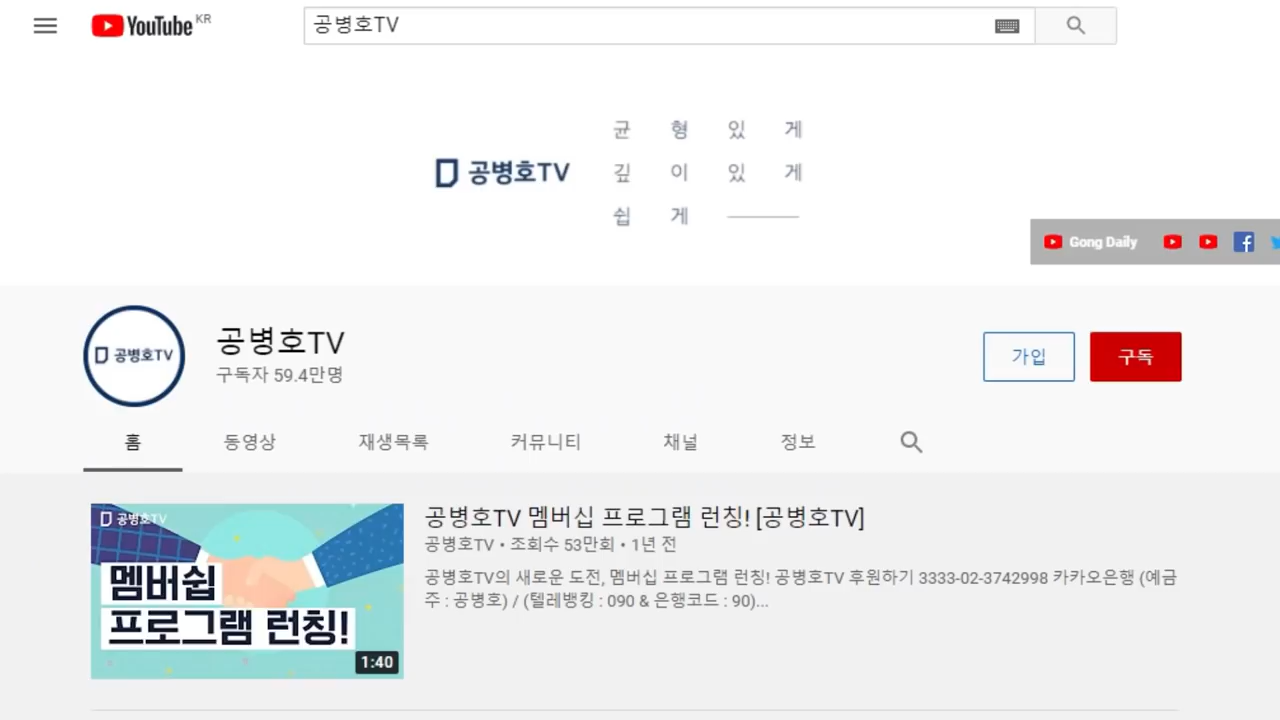 YouTube KR
공병호TV
균 형 있 게
공병호TV
깊 이 있 게
쉽 게
Gong Daily
공병호TV
공병호TV
구독자 59.4만명
가입
구독
홈
동영상
재생목록
커뮤니티
채널
정보
공병호TV
멤버쉽
프로그램 런칭!
1:40
공병호TV 멤버십 프로그램 런칭! [공병호TV]
공병호TV • 조회수 53만회 • 1년 전
공병호TV의 새로운 도전, 멤버십 프로그램 런칭! 공병호TV 후원하기 3333-02-3742998 카카오은행 (예금
주 : 공병호) / (텔레뱅킹 : 090 & 은행코드 : 90)...